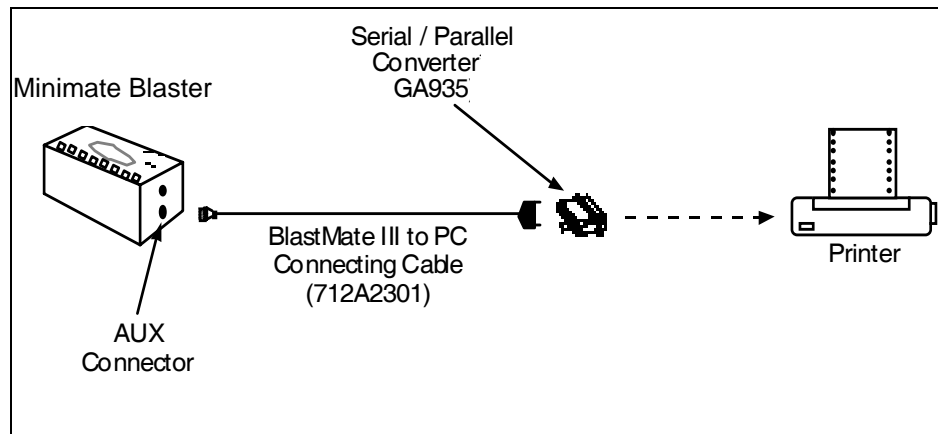 Serial / Parallel
Converter
GA935
Minimate Blaster
BlastMate III to PC
Connecting Cable
(712A2301)
Printer
AUX
Connector